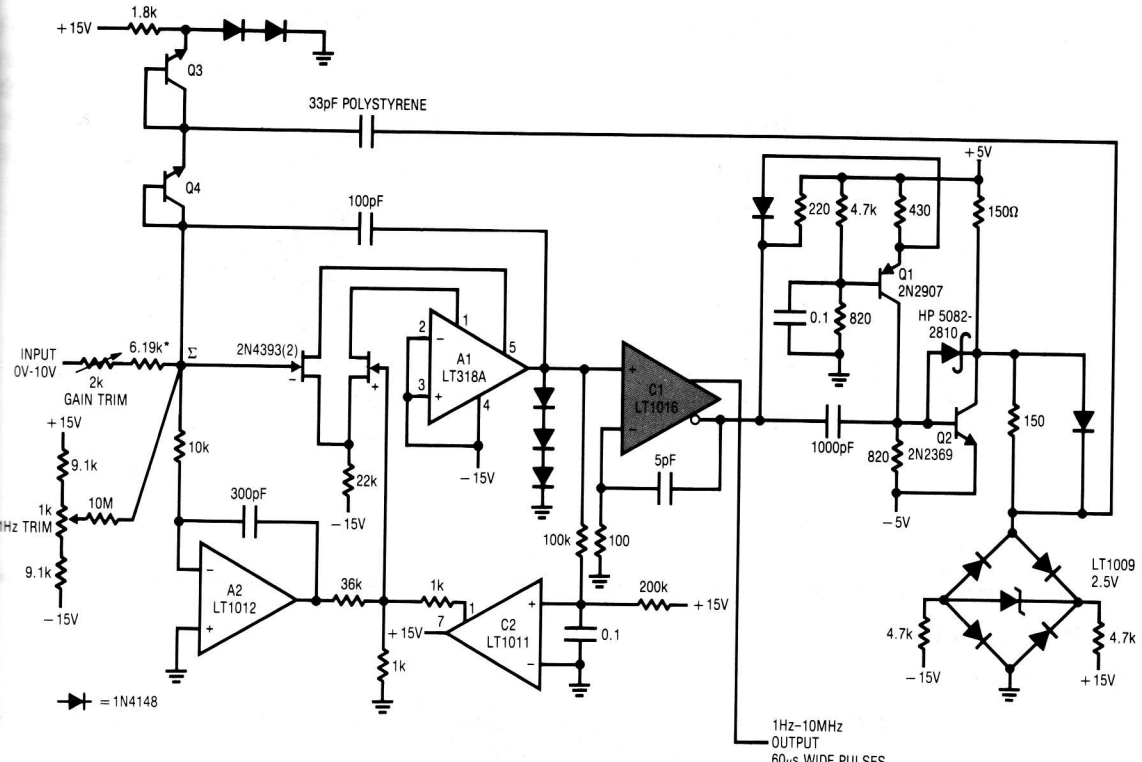 1.8k
+15V
Q3
33pF POLYSTYRENE
Q4
100pF
+5V
220
4.7k
430
150Ω
Q1
2N2907
0.1
820
HP 5082-
2810
INPUT
0V-10V
2k
GAIN TRIM
6.19k*
Σ
2N4393(2)
−
+
2
3
1
5
4
−
+
A1
LT318A
−15V
22k
−15V
+
−
C1
LT1016
5pF
1000pF
820
Q2
2N2369
−5V
150
+15V
9.1k
1k
Hz TRIM
10M
9.1k
−15V
10k
300pF
−
+
A2
LT1012
36k
1k
1k
+15V
7
1
+
−
C2
LT1011
100k
100
200k
+15V
0.1
LT1009
2.5V
4.7k
−15V
4.7k
+15V
= 1N4148
1Hz–10MHz
OUTPUT
60μs WIDE PULSES